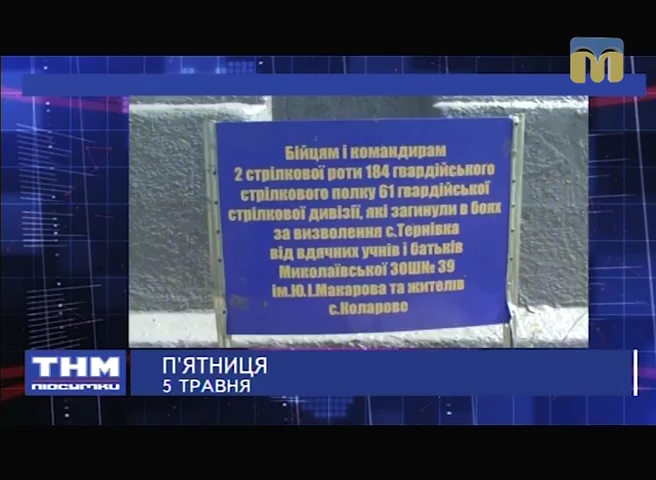 M
Бійцям і командирам
2 стрілкової роти 184 гвардійського
стрілкового полку 61 гвардійської
стрілкової дивізії, які загинули в боях
за визволення с.Тернівка
від вдячних учнів і батьків
Миколаївської ЗОШ№ 39
ім.Ю.І.Макарова та жителів
с.Коларове
ТНМ
підсумки
П'ЯТНИЦЯ
5 ТРАВНЯ